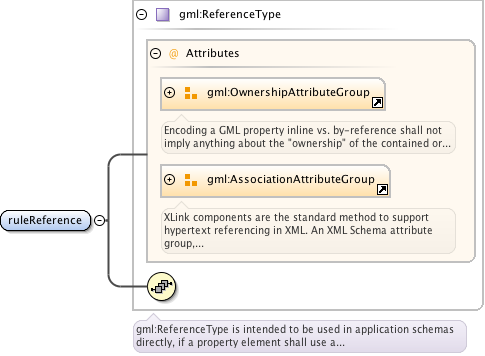 gml:ReferenceType
@ Attributes
gml:OwnershipAttributeGroup
Encoding a GML property inline vs. by-reference shall not
imply anything about the "ownership" of the contained or...
gml:AssociationAttributeGroup
XLink components are the standard method to support
hypertext referencing in XML. An XML Schema attribute
group,...
ruleReference
gml:ReferenceType is intended to be used in application schemas
directly, if a property element shall use a...